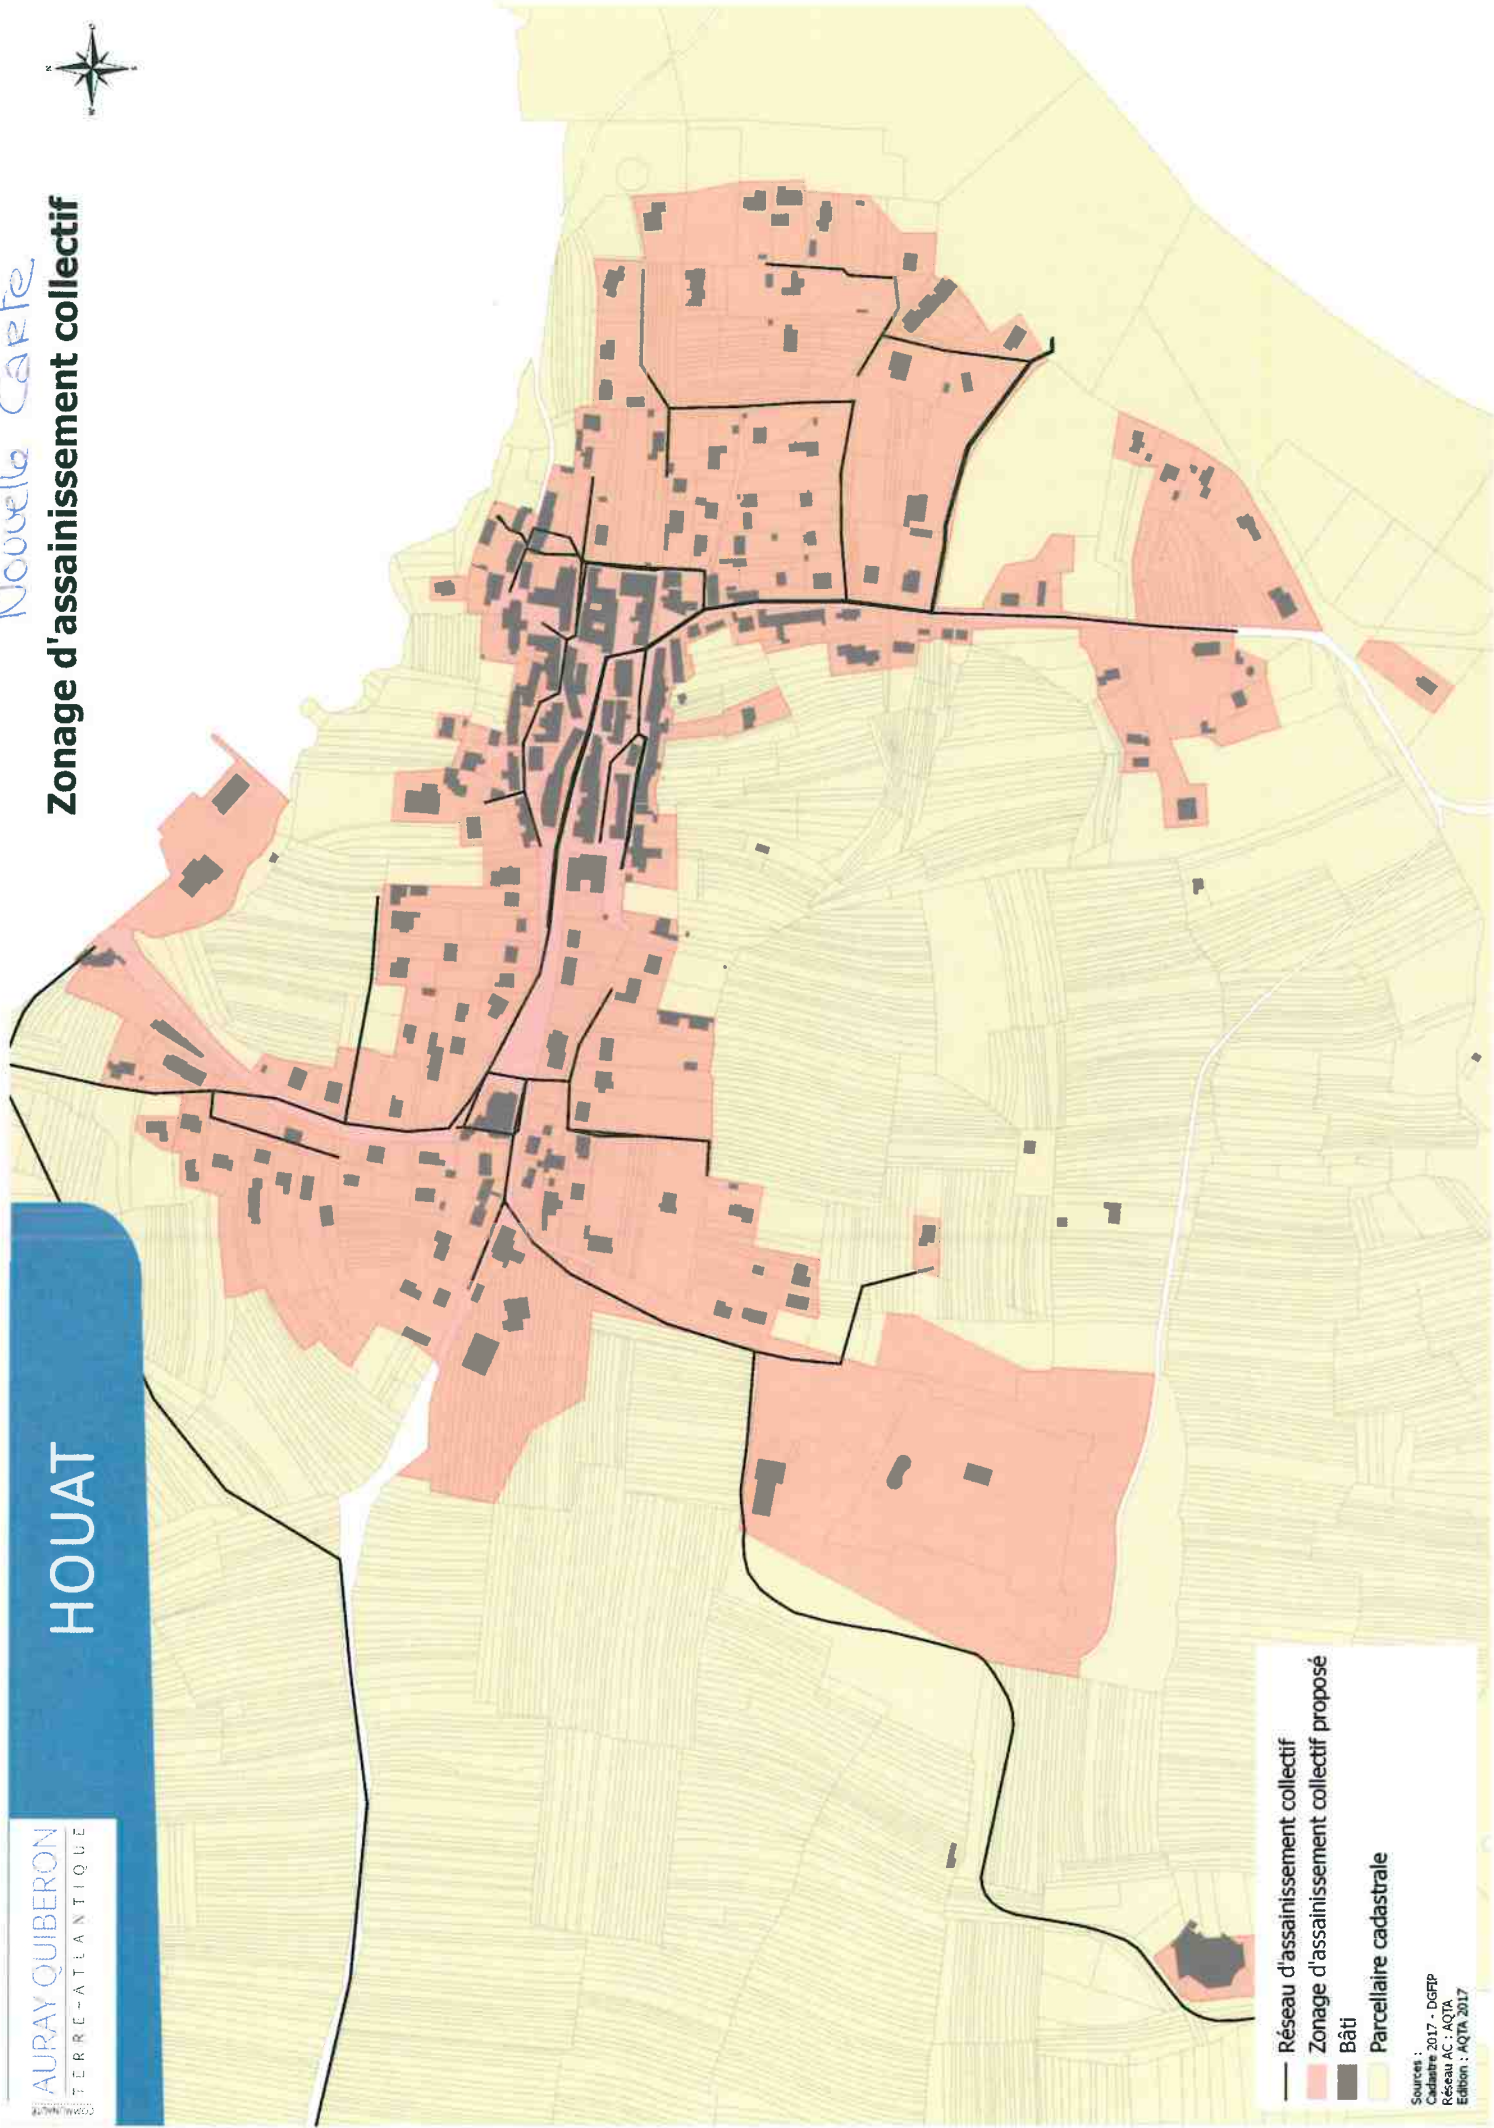 Nouvelle Carte
Zonage d'assainissement collectif
HOUAT
AURAY QUIBERON
TERRE-ATLANTIQUE
COMMUNAUTÉ
N
S
Réseau d'assainissement collectif
Zonage d'assainissement collectif proposé
Bâti
Parcellaire cadastrale
Sources :
Cadastre 2017 - DGFIP
Réseau AC : AQTA
Edition : AQTA 2017